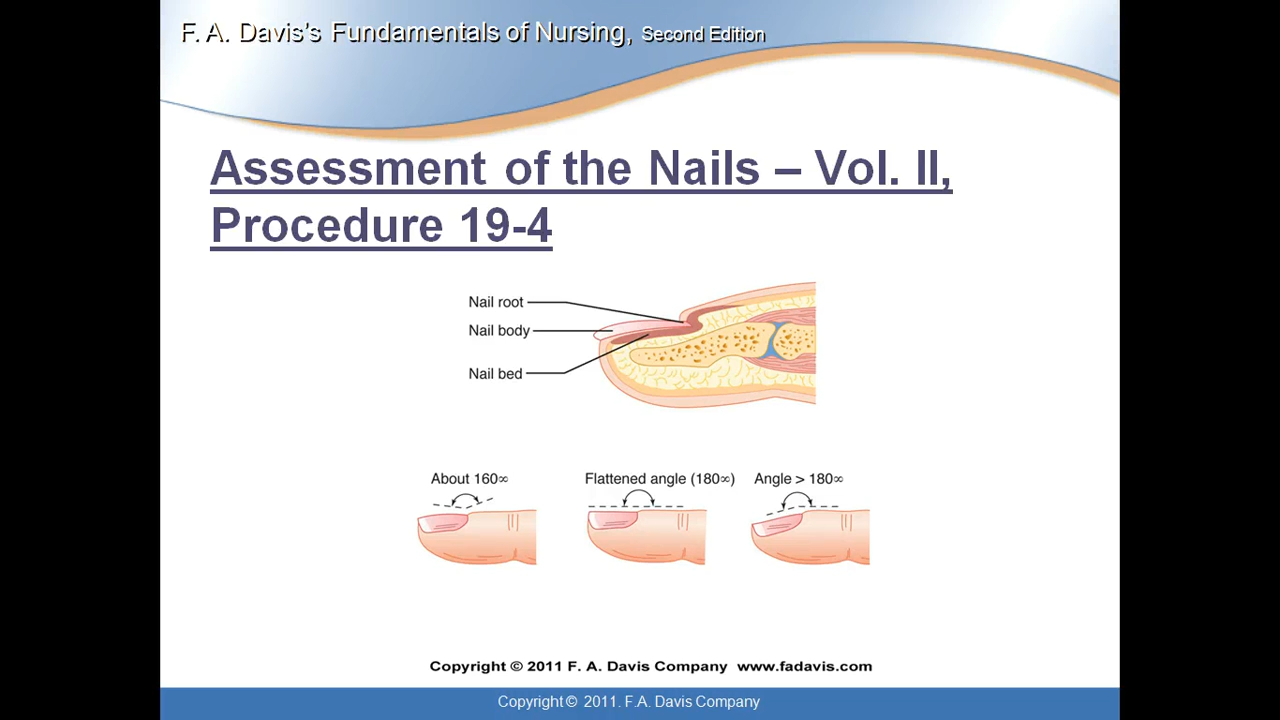 F. A. Davis's Fundamentals of Nursing, Second Edition
Assessment of the Nails – Vol. II,
Procedure 19-4
Nail root
Nail body
Nail bed
About 160∞
Flattened angle (180∞)
Angle > 180∞
Copyright © 2011 F. A. Davis Company www.fadavis.com
Copyright © 2011. F.A. Davis Company